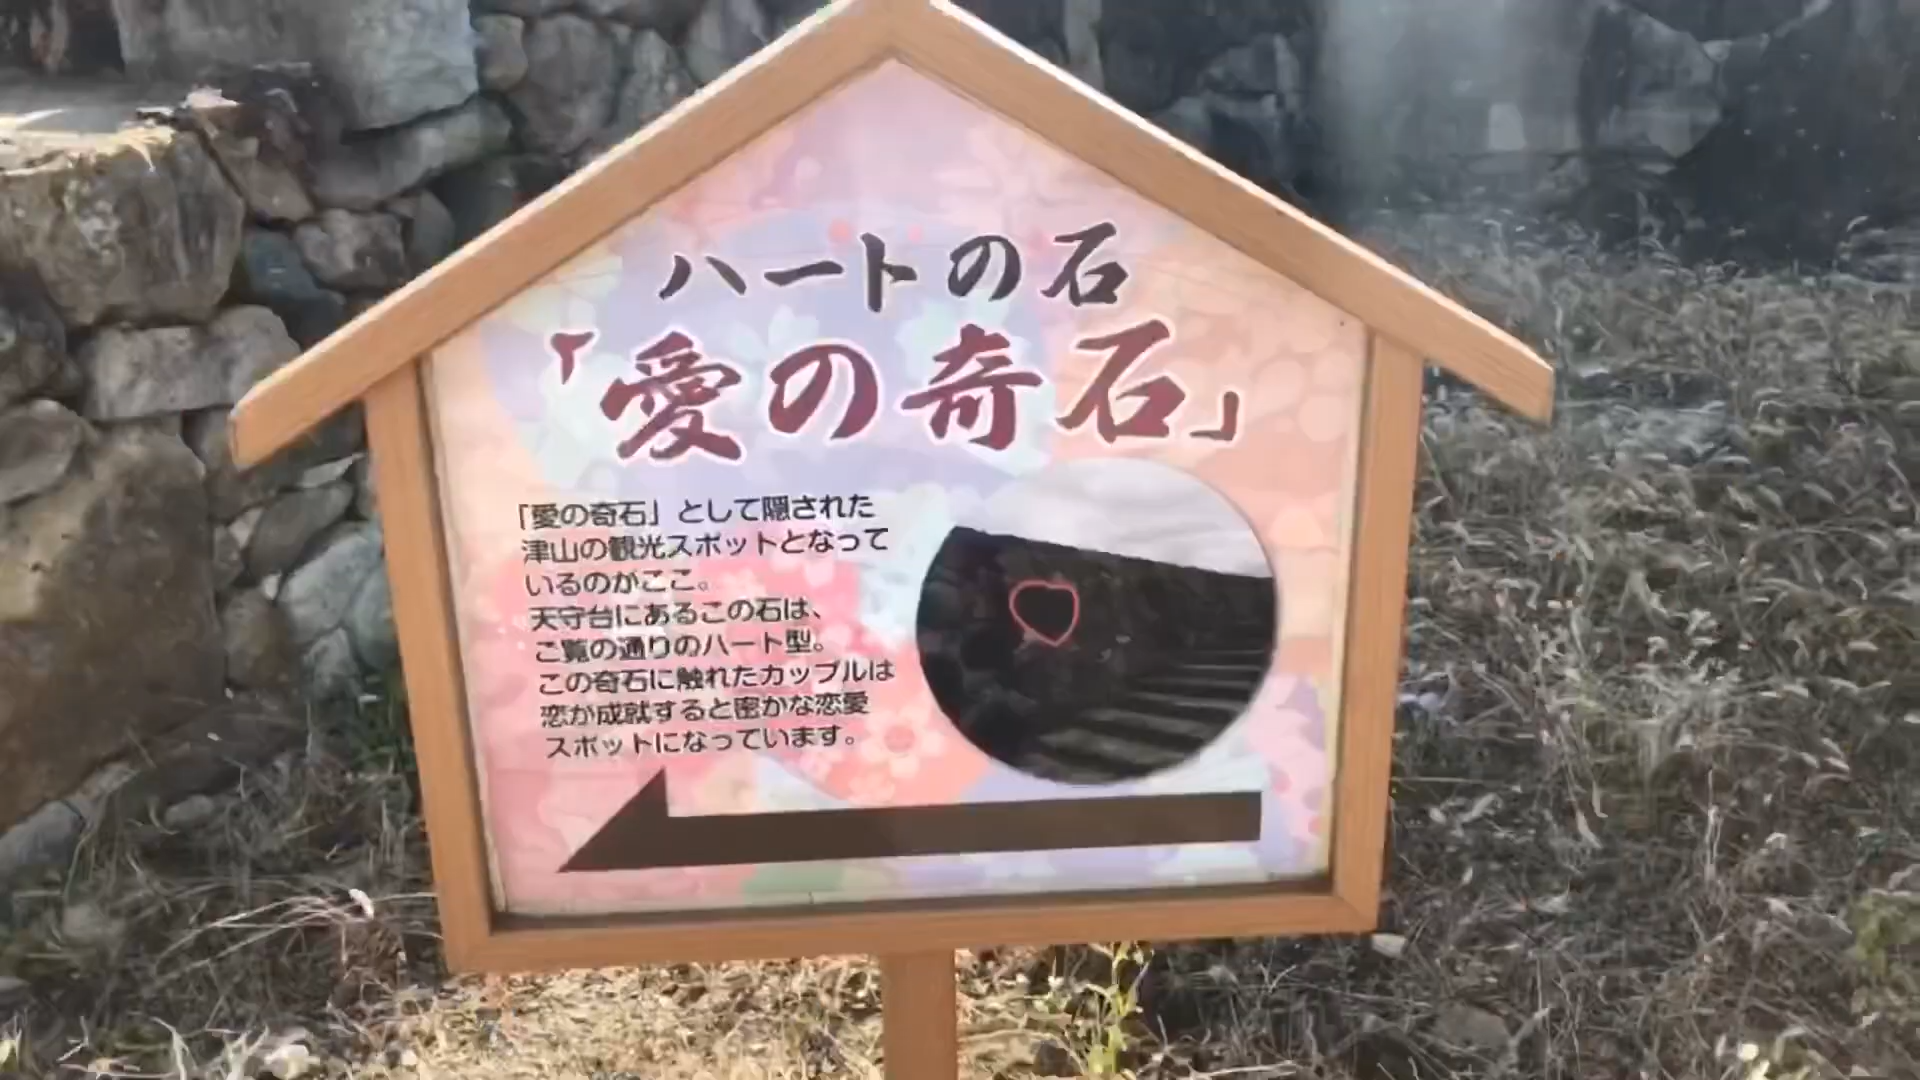 ハートの石
「愛の奇石」
「愛の奇石」として隠された
津山の観光スポットとなって
いるのがここ。
天守台にあるこの石は、
ご覧の通りのハート型。
この奇石に触れたカップルは
恋が成就すると密かな恋愛
スポットになっています。